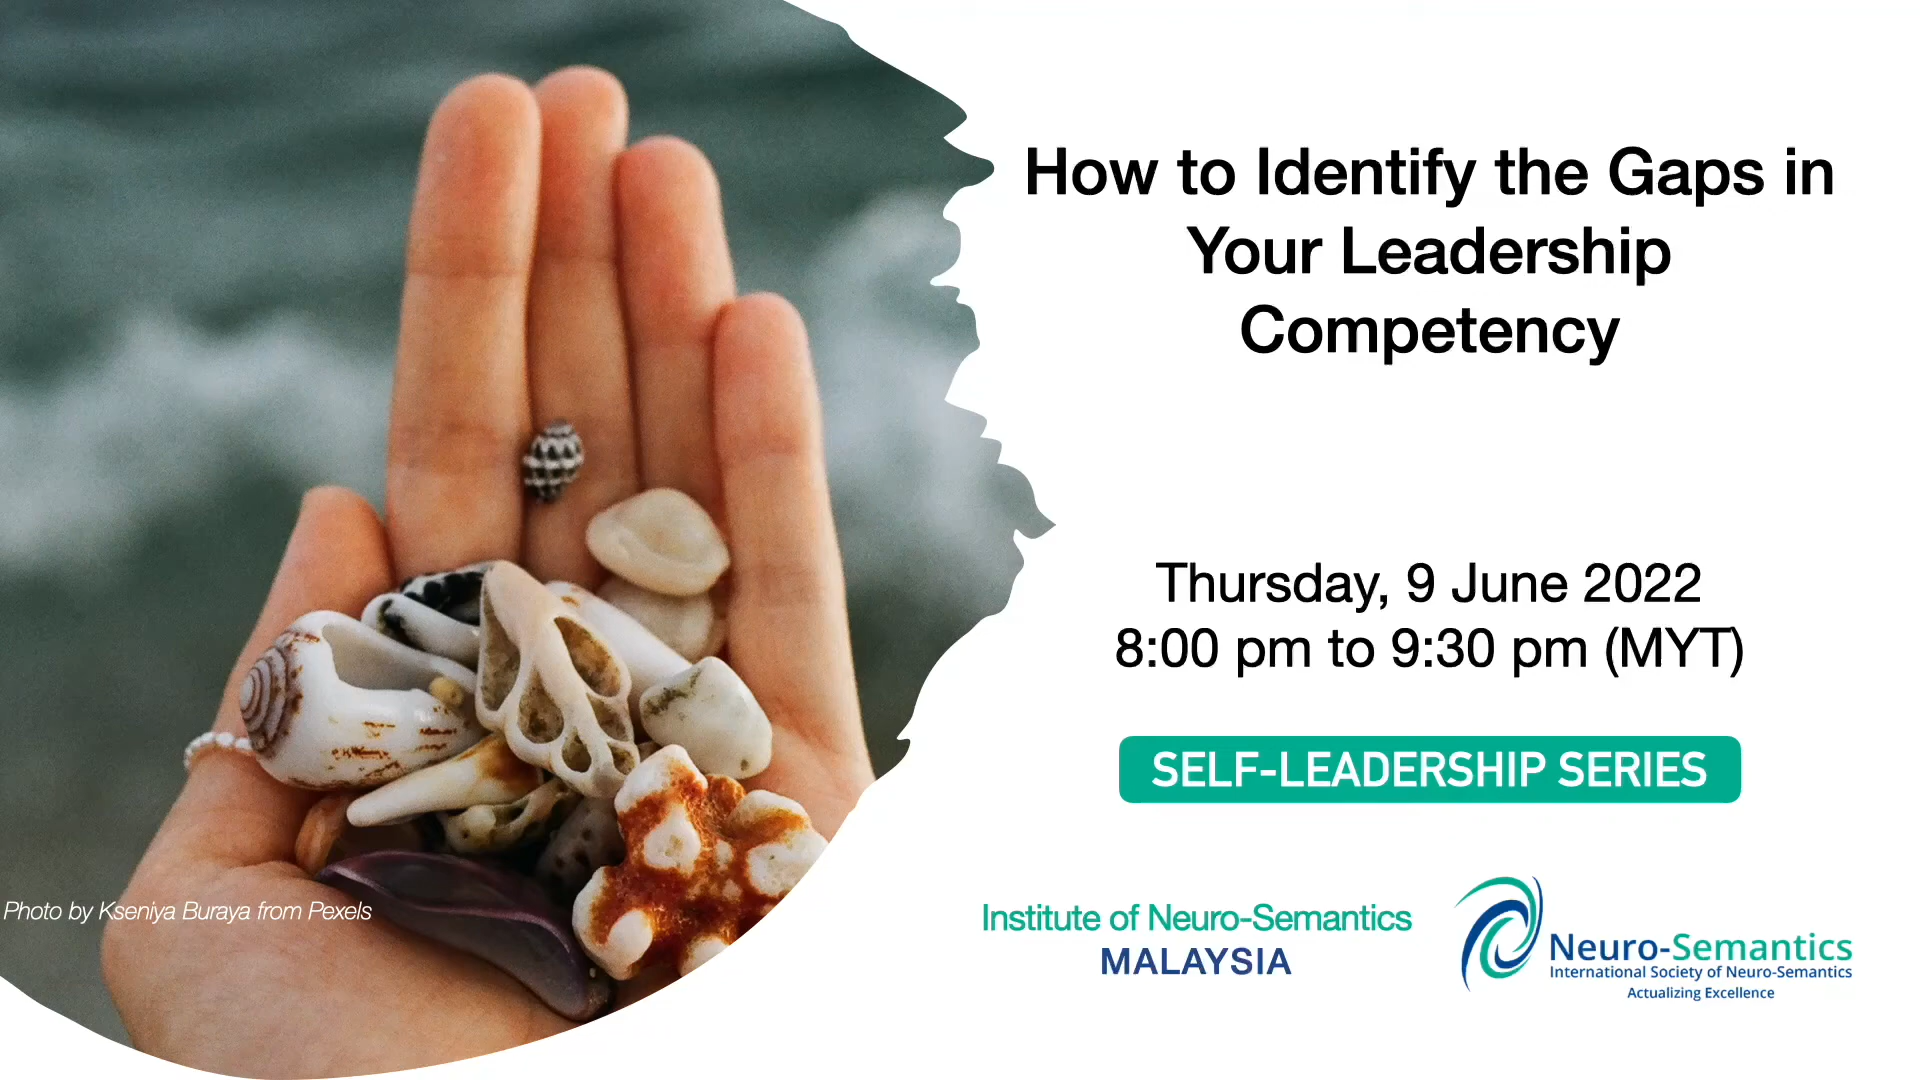 How to Identify the Gaps in
Your Leadership
Competency
Thursday, 9 June 2022
8:00 pm to 9:30 pm (MYT)
SELF-LEADERSHIP SERIES
Photo by Kseniya Buraya from Pexels
Institute of Neuro-Semantics
MALAYSIA
Neuro-Semantics
International Society of Neuro-Semantics
Actualizing Excellence